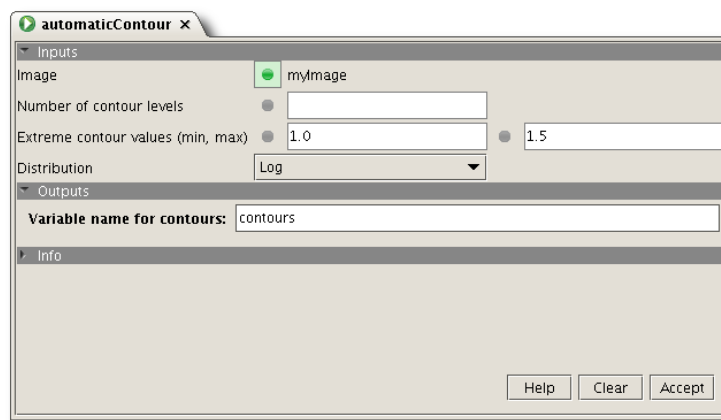 automaticContour ×
Inputs
Image myImage
Number of contour levels
Extreme contour values (min, max) 1.0 1.5
Distribution Log
Outputs
Variable name for contours: contours
Info
Help Clear Accept